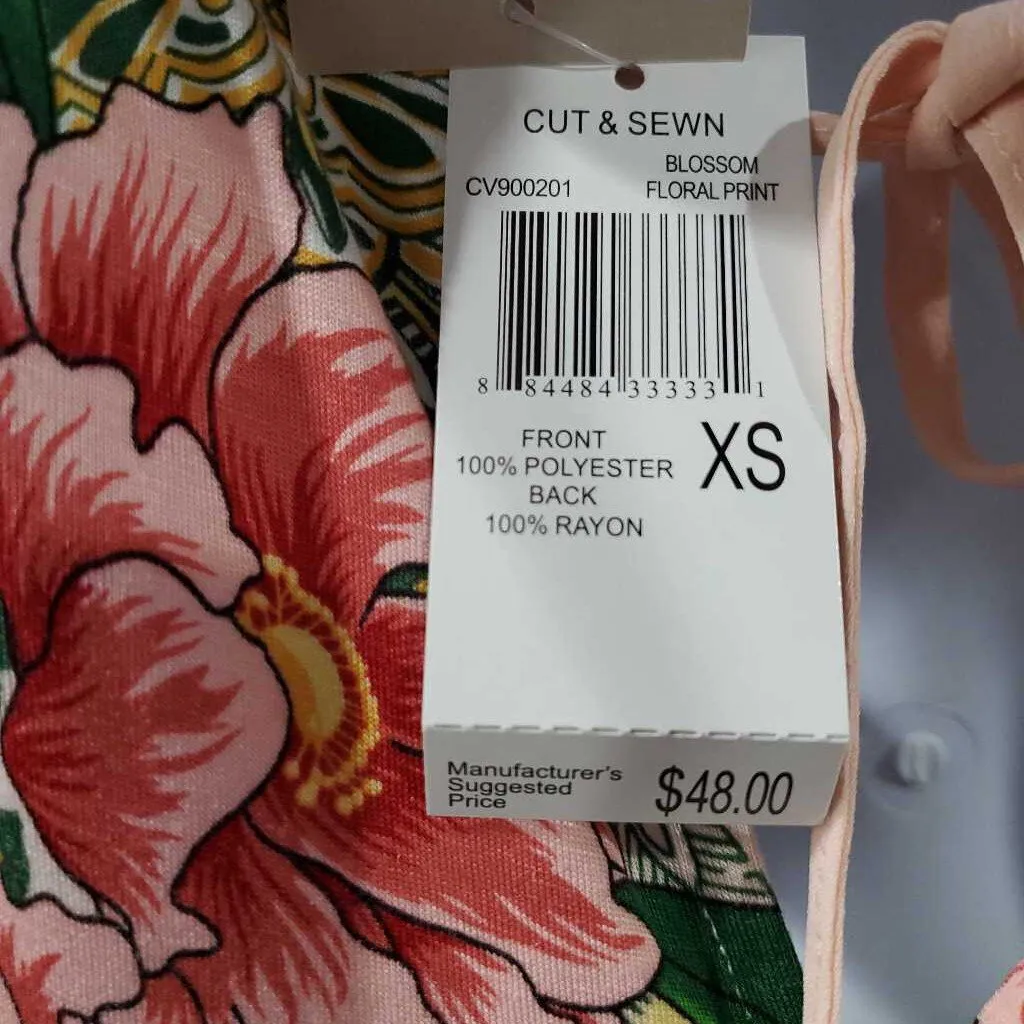 CUT & SEWN
BLOSSOM
CV900201 FLORAL PRINT
8 84484 33333 1
FRONT
100% POLYESTER
BACK
100% RAYON
XS
Manufacturer's
Suggested
Price
$48.00